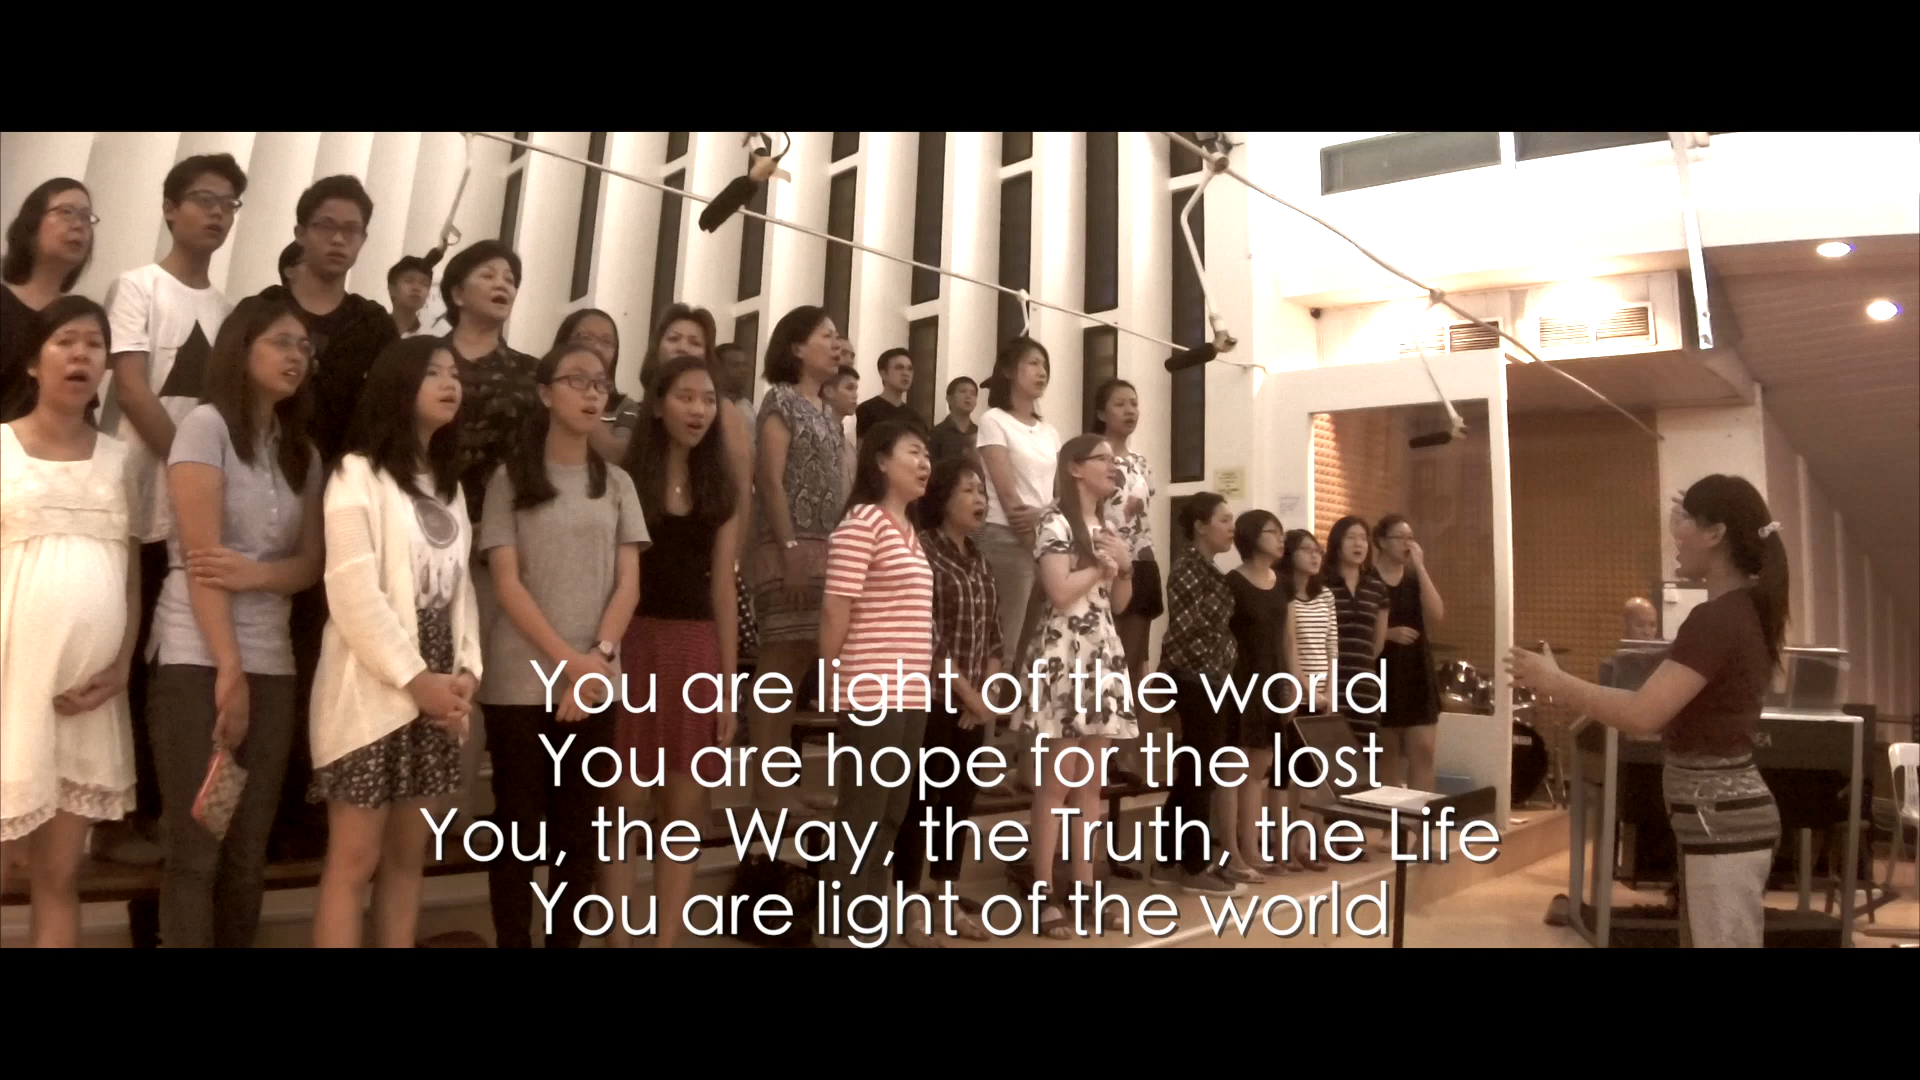 You are light of the world
You are hope for the lost
You, the Way, the Truth, the Life
You are light of the world